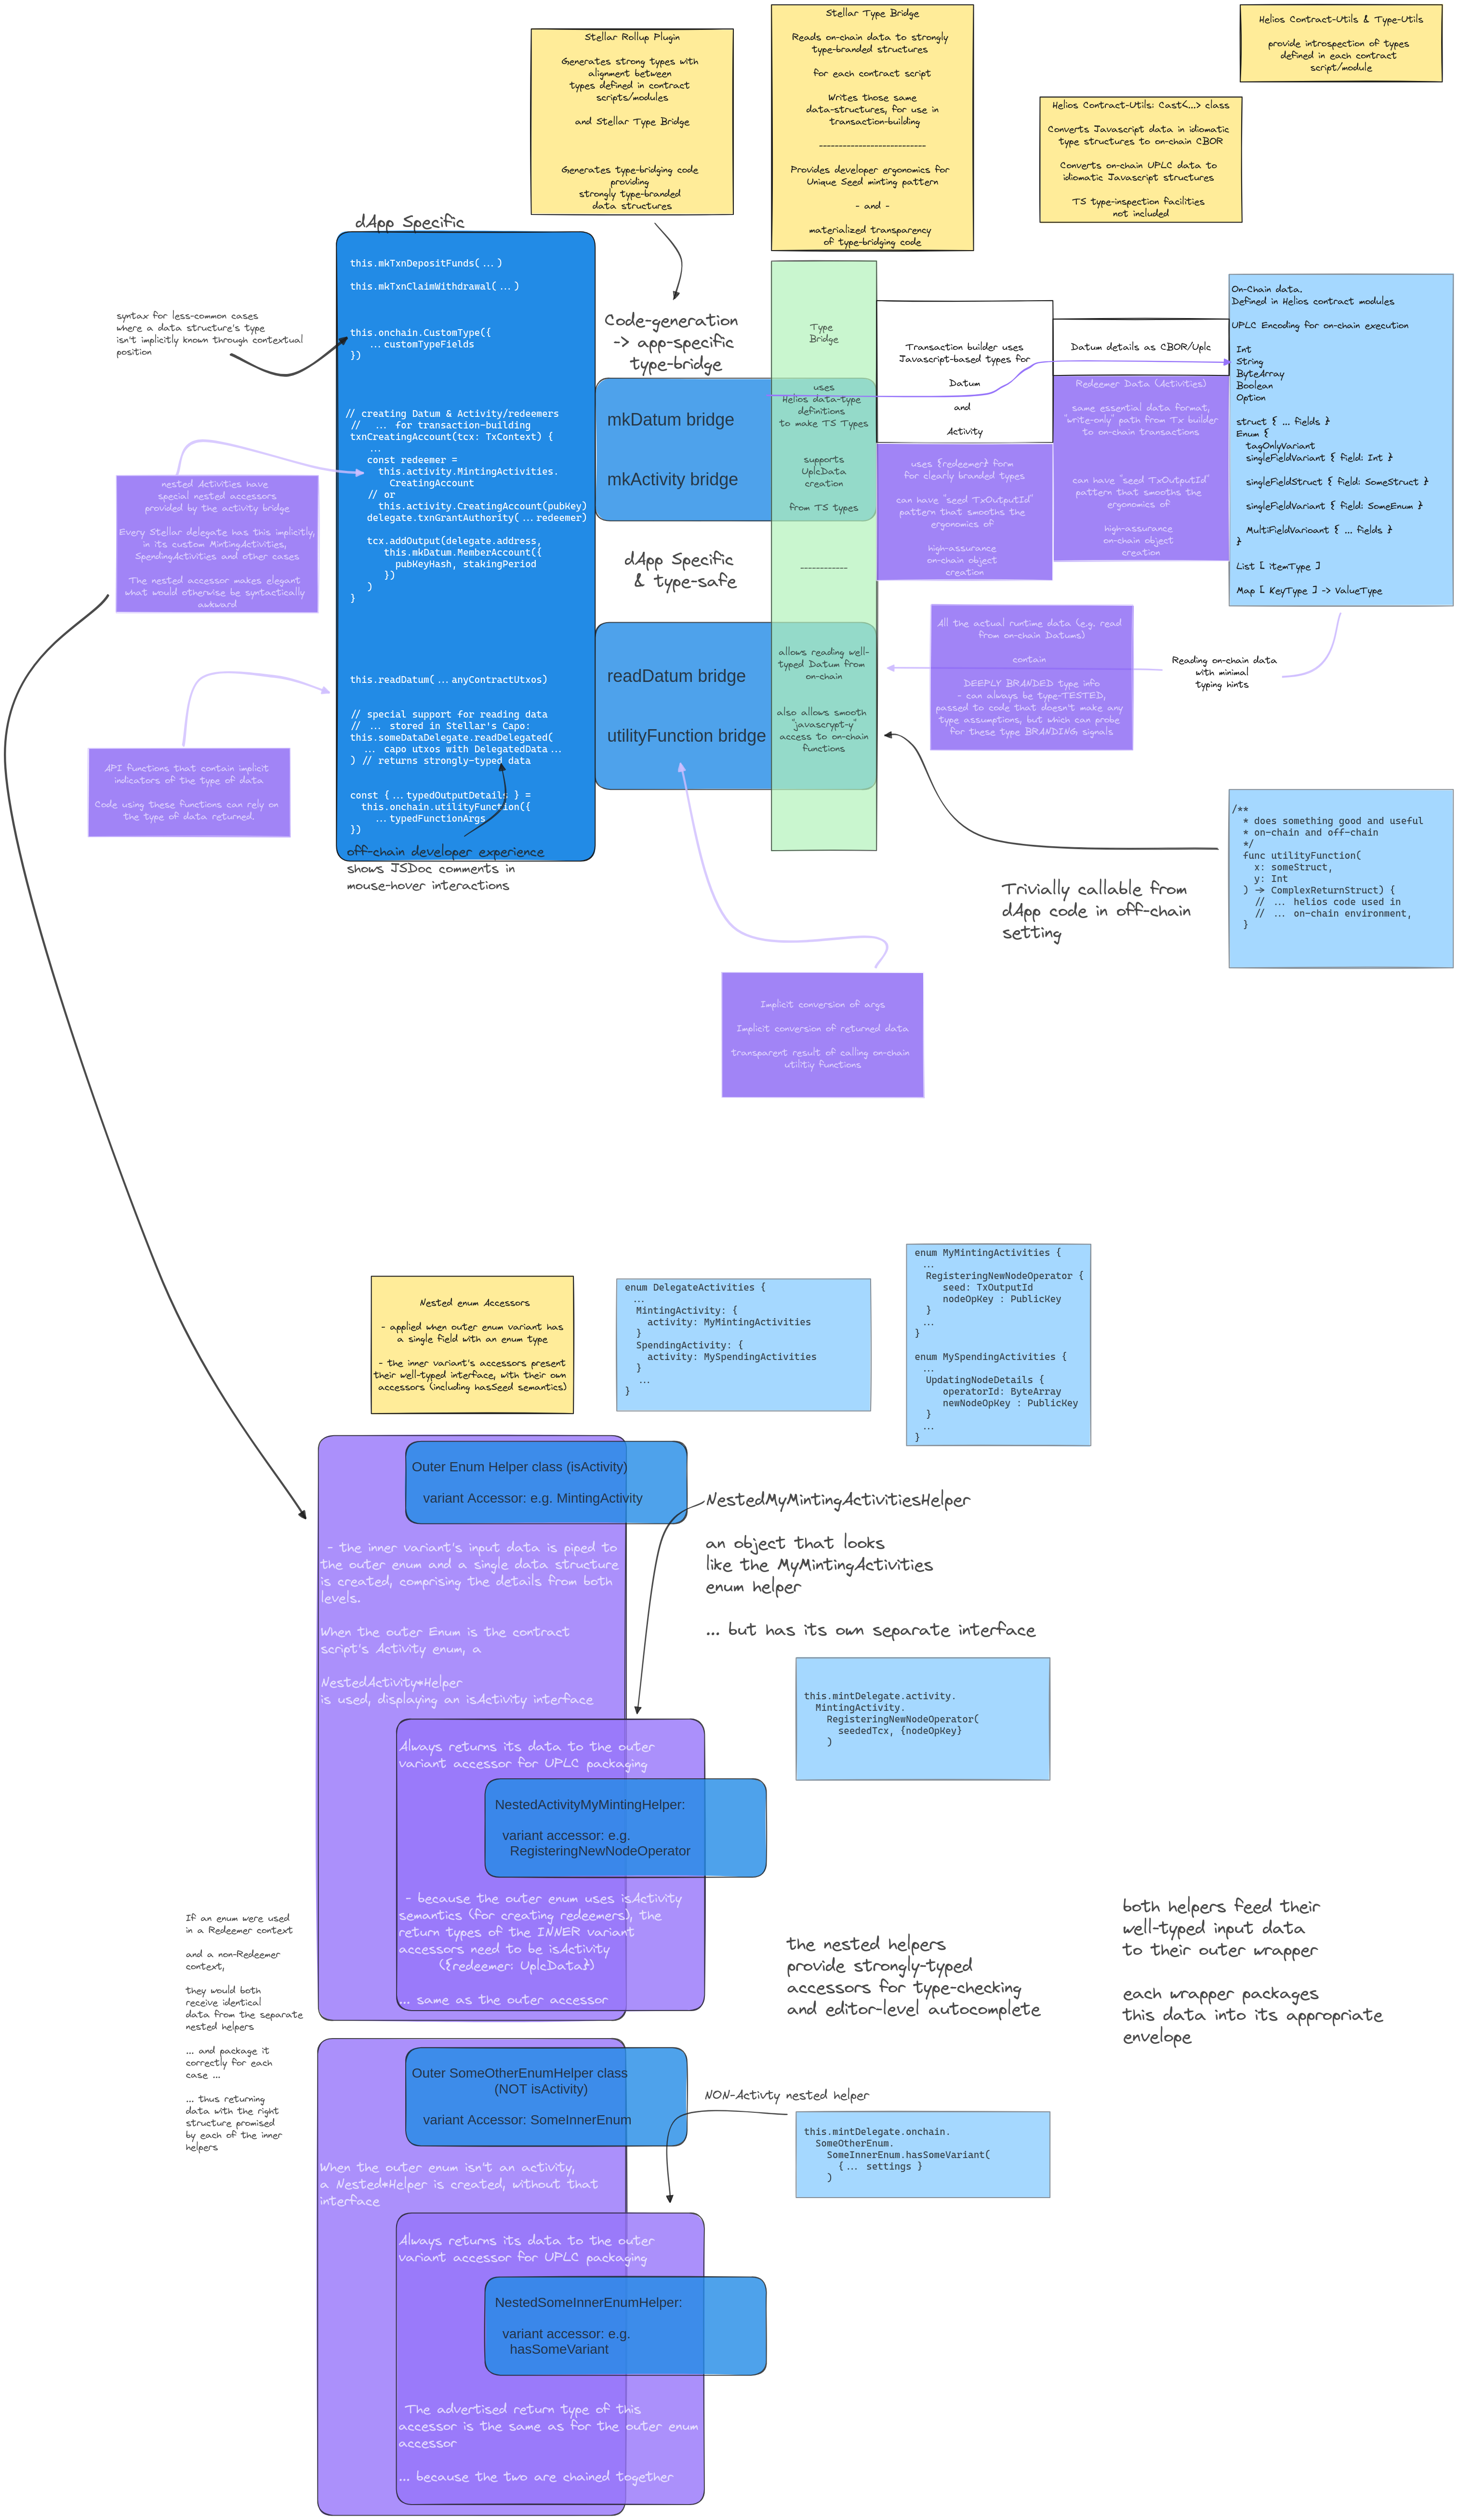 Stellar Rollup Plugin
Generates strong types with
alignment between
types defined in contract
scripts/modules
and Stellar Type Bridge
Generates type-bridging code
providing
strongly type-branded
data structures
Stellar Type Bridge
Reads on-chain data to strongly
type-branded structures
for each contract script
Writes those same
data-structures, for use in
transaction-building
---------------------------
Provides developer ergonomics for
Unique Seed minting pattern
- and -
materialized transparency
of type-bridging code
Helios Contract-Utils & Type-Utils
provide introspection of types
defined in each contract
script/module
Helios Contract-Utils: Cast<...> class
Converts Javascript data in idiomatic
type structures to on-chain CBOR
Converts on-chain UPLC data to
idiomatic Javascript structures
TS type-inspection facilities
not included
dApp Specific
this.mkTxnDepositFunds(...)
this.mkTxnClaimWithdrawal(...)
this.onchain.CustomType({
...customTypeFields
})
// creating Datum & Activity/redeemers
// ... for transaction-building
txnCreatingAccount(tcx: TxContext) {
...
const redeemer =
this.activity.MintingActivities.
CreatingAccount
// or
this.activity.CreatingAccount(pubKey)
delegate.txnGrantAuthority(...redeemer)
tcx.addOutput(delegate.address,
this.mkDatum.MemberAccount({
pubKeyHash, stakingPeriod
})
)
}
this.readDatum(...anyContractUtxos)
// special support for reading data
// ... stored in Stellar's Capo:
this.someDataDelegate.readDelegated(
... capo utxos with DelegatedData...
) // returns strongly-typed data
const {...typedOutputDetails } =
this.onchain.utilityFunction({
...typedFunctionArgs
})
off-chain developer experience
shows JSDoc comments in
mouse-hover interactions
syntax for less-common cases
where a data structure's type
isn't implicitly known through contextual
position
nested Activities have
special nested accessors
provided by the activity bridge
Every Stellar delegate has this implicitly,
in its custom MintingActivities,
SpendingActivities and other cases
The nested accessor makes elegant
what would otherwise be syntactically
awkward
API functions that contain implicit
indicators of the type of data
Code using these functions can rely on
the type of data returned.
Code-generation
-> app-specific
type-bridge
mkDatum bridge
mkActivity bridge
dApp Specific
& type-safe
readDatum bridge
utilityFunction bridge
Type
Bridge
uses
Helios data-type
definitions
to make TS Types
supports
UplcData
creation
from TS types
------------
allows reading well-
typed Datum from
on-chain
also allows smooth
"javascrypt-y"
access to on-chain
functions
Transaction builder uses
Javascript-based types for
Datum
and
Activity
uses {redeemer} form
for clearly branded types
can have "seed TxOutputId"
pattern that smooths the
ergonomics of
high-assurance
on-chain object
creation
Datum details as CBOR/Uplc
Redeemer Data (Activities)
same essential data format,
"write-only" path from Tx builder
to on-chain transactions
can have "seed TxOutputId"
pattern that smooths the
ergonomics of
high-assurance
on-chain object
creation
On-Chain data.
Defined in Helios contract modules
UPLC Encoding for on-chain execution
Int
String
ByteArray
Boolean
Option
struct { ... fields }
Enum {
tagOnlyVariant
singleFieldVariant { field: Int }
singleFieldStruct { field: SomeStruct }
singleFieldVariant { field: SomeEnum }
MultiFieldVarioant { ... fields }
}
List [ itemType ]
Map [ KeyType ] -> ValueType
All the actual runtime data (e.g. read
from on-chain Datums)
contain
DEEPLY BRANDED type info
- can always be type-TESTED,
passed to code that doesn't make any
type assumptions, but which can probe
for these type BRANDING signals
Reading on-chain data
with minimal
typing hints
/**
* does something good and useful
* on-chain and off-chain
*/
func utilityFunction(
x: someStruct,
y: Int
) -> ComplexReturnStruct) {
// ... helios code used in
// ... on-chain environment,
}
Trivially callable from
dApp code in off-chain
setting
Implicit conversion of args
Implicit conversion of returned data
transparent result of calling on-chain
utilitiy functions
Nested enum Accessors
- applied when outer enum variant has
a single field with an enum type
- the inner variant's accessors present
their well-typed interface, with their own
accessors (including hasSeed semantics)
enum DelegateActivities {
...
MintingActivity: {
activity: MyMintingActivities
}
SpendingActivity: {
activity: MySpendingActivities
}
...
}
enum MyMintingActivities {
...
RegisteringNewNodeOperator {
seed: TxOutputId
nodeOpKey : PublicKey
}
...
}
enum MySpendingActivities {
...
UpdatingNodeDetails {
operatorId: ByteArray
newNodeOpKey : PublicKey
}
...
}
Outer Enum Helper class (isActivity)
variant Accessor: e.g. MintingActivity
- the inner variant's input data is piped to
the outer enum and a single data structure
is created, comprising the details from both
levels.
When the outer Enum is the contract
script's Activity enum, a
NestedActivity*Helper
is used, displaying an isActivity interface
NestedMyMintingActivitiesHelper
an object that looks
like the MyMintingActivities
enum helper
... but has its own separate interface
this.mintDelegate.activity.
MintingActivity.
RegisteringNewNodeOperator(
seededTcx, {nodeOpKey}
)
Always returns its data to the outer
variant accessor for UPLC packaging
NestedActivityMyMintingHelper:
variant accessor: e.g.
RegisteringNewNodeOperator
- because the outer enum uses isActivity
semantics (for creating redeemers), the
return types of the INNER variant
accessors need to be isActivity
({redeemer: UplcData})
... same as the outer accessor
If an enum were used
in a Redeemer context
and a non-Redeemer
context,
they would both
receive identical
data from the separate
nested helpers
... and package it
correctly for each
case ...
... thus returning
data with the right
structure promised
by each of the inner
helpers
the nested helpers
provide strongly-typed
accessors for type-checking
and editor-level autocomplete
both helpers feed their
well-typed input data
to their outer wrapper
each wrapper packages
this data into its appropriate
envelope
Outer SomeOtherEnumHelper class
(NOT isActivity)
variant Accessor: SomeInnerEnum
NON-Activty nested helper
this.mintDelegate.onchain.
SomeOtherEnum.
SomeInnerEnum.hasSomeVariant(
{... settings }
)
When the outer enum isn't an activity,
a Nested*Helper is created, without that
interface
Always returns its data to the outer
variant accessor for UPLC packaging
NestedSomeInnerEnumHelper:
variant accessor: e.g.
hasSomeVariant
The advertised return type of this
accessor is the same as for the outer enum
accessor
... because the two are chained together